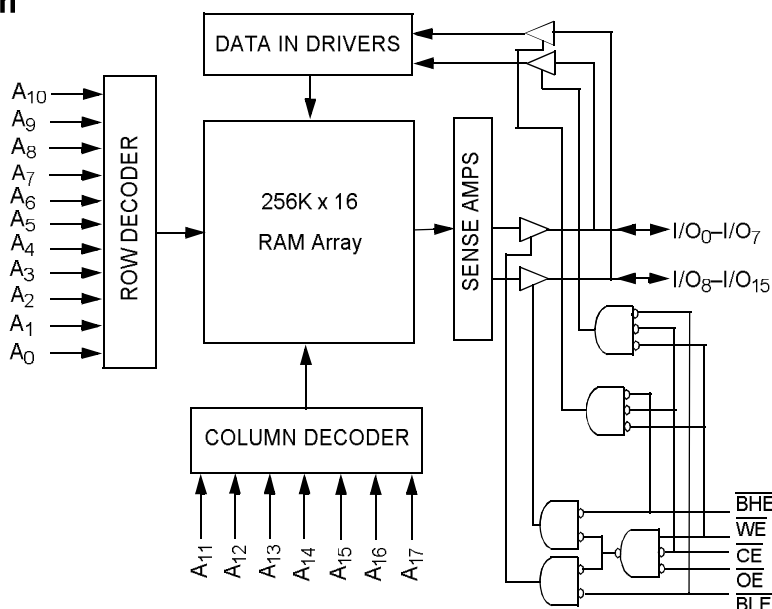 n
DATA IN DRIVERS
A10
A9
A8
A7
A6
A5
A4
A3
A2
A1
A0
ROW DECODER
256K x 16
RAM Array
SENSE AMPS
I/O0–I/O7
I/O8–I/O15
COLUMN DECODER
A11
A12
A13
A14
A15
A16
A17
BHE
WE
CE
OE
BLE